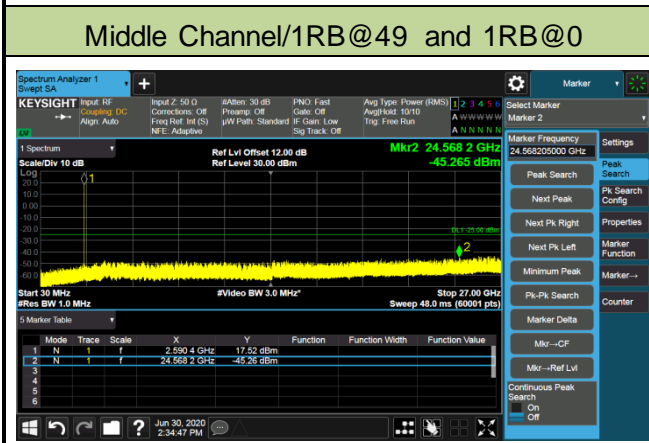 Middle Channel/1RB@49 and 1RB@0
Spectrum Analyzer 1
Swept SA
Marker
KEYSIGHT
Input: RF
Coupling: DC
Align: Auto
Input Z: 50 Ω
Corrections: Off
Freq Ref: Int (S)
NFE: Adaptive
#Atten: 30 dB
Preamp: Off
µW Path: Standard
PNO: Fast
Gate: Off
IF Gain: Low
Sig Track: Off
Avg Type: Power (RMS)
Avg|Hold: 10/10
Trig: Free Run
1 2 3 4 5 6
A W W W W W
A N N N N N
Select Marker
Marker 2
Marker Frequency
24.568205000 GHz
Settings
Peak Search
Next Peak
Next Pk Right
Next Pk Left
Minimum Peak
Pk-Pk Search
Marker Delta
Mkr→CF
Mkr→Ref Lvl
Continuous Peak Search
On
Off
Peak Search
Pk Search Config
Properties
Marker Function
Marker→
Counter
1 Spectrum
Scale/Div 10 dB
Ref Lvl Offset 12.00 dB
Ref Level 30.00 dBm
Mkr2 24.568 2 GHz
-45.265 dBm
Log
20.0
10.0
0.00
-10.0
-20.0
-30.0
-40.0
-50.0
-60.0
1
2
DL1 -25.00 dBm
Start 30 MHz
#Res BW 1.0 MHz
#Video BW 3.0 MHz*
Stop 27.00 GHz
Sweep 48.0 ms (60001 pts)
5 Marker Table
Mode Trace Scale X Y Function Function Width Function Value
1 N 1 f 2.590 4 GHz 17.52 dBm
2 N 1 f 24.568 2 GHz -45.26 dBm
3
4
5
6
Jun 30, 2020
2:34:47 PM